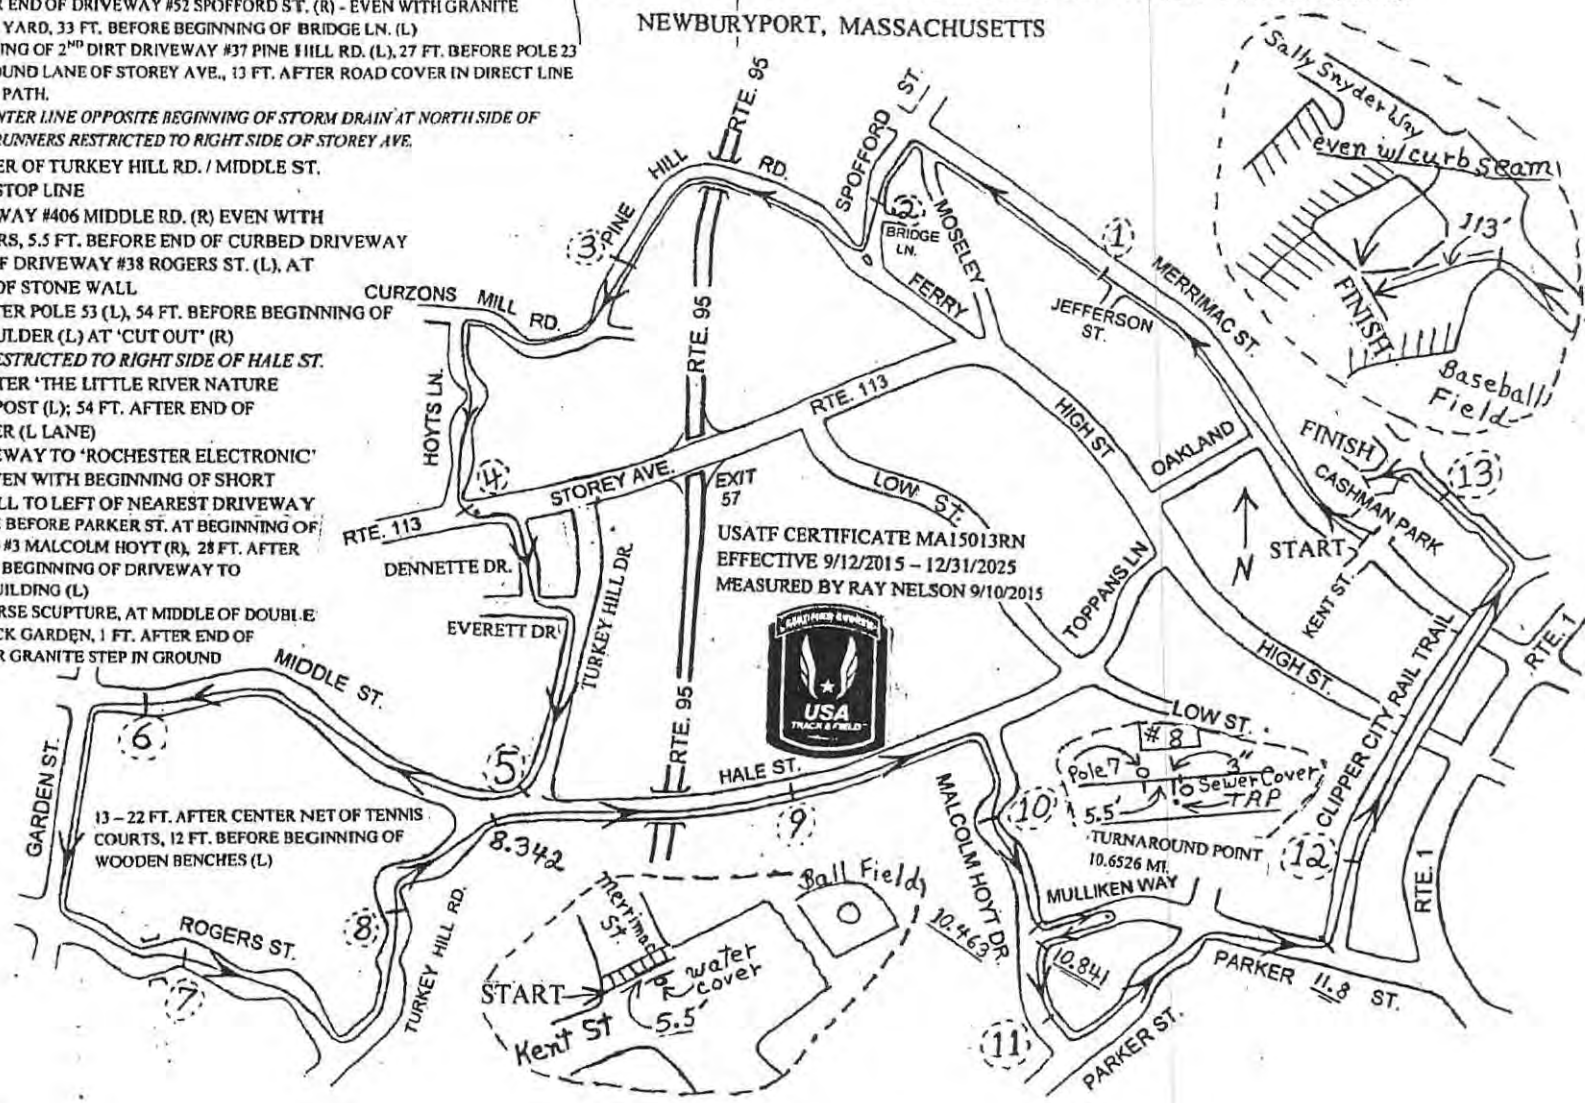 END OF DRIVEWAY #52 SPOFFORD ST. (R) - EVEN WITH GRANITE
YARD, 33 FT. BEFORE BEGINNING OF BRIDGE LN. (L)
ING OF 2ND DIRT DRIVEWAY #37 PINE HILL RD. (L), 27 FT. BEFORE POLE 23
OUND LANE OF STOREY AVE., 13 FT. AFTER ROAD COVER IN DIRECT LINE
PATH.
NTER LINE OPPOSITE BEGINNING OF STORM DRAIN AT NORTH SIDE OF
RUNNERS RESTRICTED TO RIGHT SIDE OF STOREY AVE.
ER OF TURKEY HILL RD. / MIDDLE ST.
STOP LINE
WAY #406 MIDDLE RD. (R) EVEN WITH
RS, 5.5 FT. BEFORE END OF CURBED DRIVEWAY
F DRIVEWAY #38 ROGERS ST. (L), AT
OF STONE WALL
TER POLE 53 (L), 54 FT. BEFORE BEGINNING OF
ULDER (L) AT 'CUT OUT' (R)
ESTRICTED TO RIGHT SIDE OF HALE ST.
TER 'THE LITTLE RIVER NATURE
POST (L); 54 FT. AFTER END OF
ER (L LANE)
EWAY TO 'ROCHESTER ELECTRONIC'
EN WITH BEGINNING OF SHORT
LL TO LEFT OF NEAREST DRIVEWAY
BEFORE PARKER ST. AT BEGINNING OF
#3 MALCOLM HOYT (R), 28 FT. AFTER
BEGINNING OF DRIVEWAY TO
UILDING (L)
RSE SCUPTURE, AT MIDDLE OF DOUBLE
CK GARDEN, 1 FT. AFTER END OF
R GRANITE STEP IN GROUND
13 – 22 FT. AFTER CENTER NET OF TENNIS
COURTS, 12 FT. BEFORE BEGINNING OF
WOODEN BENCHES (L)
NEWBURYPORT, MASSACHUSETTS
RTE. 95
SPOFFORD ST.
HILL RD.
3 PINE
2
BRIDGE
LN.
MOSELEY
FERRY
1
MERRIMAC ST.
JEFFERSON
ST.
Sally Snyder Way
even w/curb seam
113'
FINISH
Baseball
Field
CURZONS MILL RD.
HOYTS LN.
RTE. 95
RTE. 113
HIGH ST
OAKLAND
FINISH
CASHMAN PARK
13
4
STOREY AVE.
EXIT
57
LOW St.
RTE. 113
DENNETTE DR.
EVERETT DR
TURKEY HILL DR.
USATF CERTIFICATE MA15013RN
EFFECTIVE 9/12/2015 – 12/31/2025
MEASURED BY RAY NELSON 9/10/2015
TOPPANS LN
N
START
KENT ST.
HIGH ST.
CLIPPER CITY RAIL TRAIL
RTE. 1
USA
TRACK & FIELD
MIDDLE ST.
6
GARDEN ST.
5
RTE. 95
HALE ST.
9
8.342
LOW ST.
# 8
Pole 7
3"
Sewer Cover
TAP
5.5'
TURNAROUND POINT
10.6526 MI.
12
MALCOLM HOYT DR.
10
MULLIKEN WAY
RTE. 1
8
ROGERS ST.
7
TURKEY HILL RD.
Merrimac
St.
Ball Field
water
cover
START
5.5'
Kent St
10.463
10.841
11
PARKER ST.
PARKER 11.8 ST.